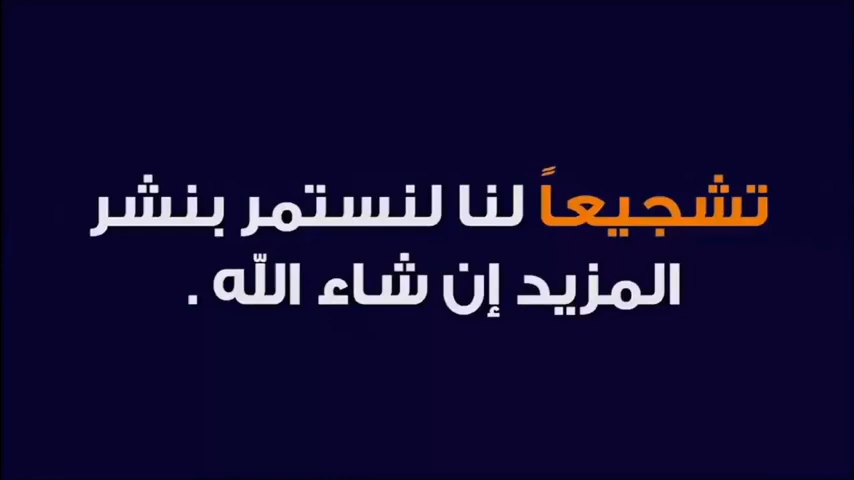 تشجيعاً لنا لنستمر بنشر
المزيد إن شاء الله .